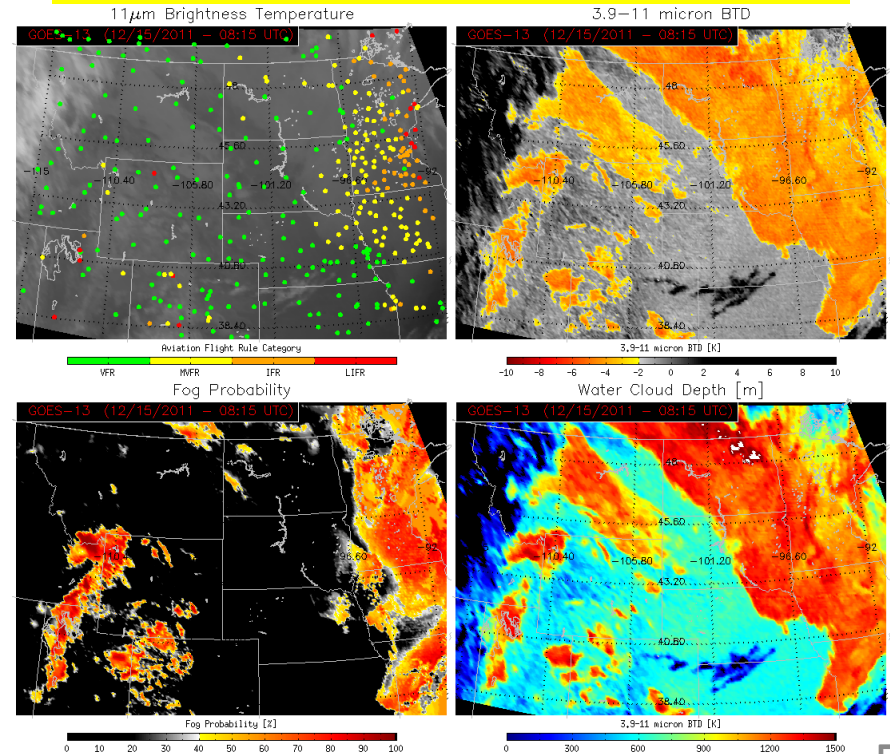 11μm Brightness Temperature
GOES-13 (12/15/2011 - 08:15 UTC)
48
45.60
-115
-110.40
-105.80
-101.20
-96.60
-92
43.20
40.80
38.40
Aviation Flight Rule Category
VFR MVFR IFR LIFR
3.9-11 micron BTD
GOES-13 (12/15/2011 - 08:15 UTC)
48
45.60
-110.40
-105.80
-101.20
-96.60
-92
43.20
40.80
38.40
3.9-11 micron BTD [K]
-10 -8 -6 -4 -2 0 2 4 6 8 10
Fog Probability
GOES-13 (12/15/2011 - 08:15 UTC)
-110
96.60
-92
Fog Probability [%]
0 10 20 30 40 50 60 70 80 90 100
Water Cloud Depth [m]
GOES-13 (12/15/2011 - 08:15 UTC)
48
45.60
-110.40
-105.80
-101.20
-96.60
-92
43.20
40.80
38.40
3.9-11 micron BTD [K]
0 300 600 900 1200 1500